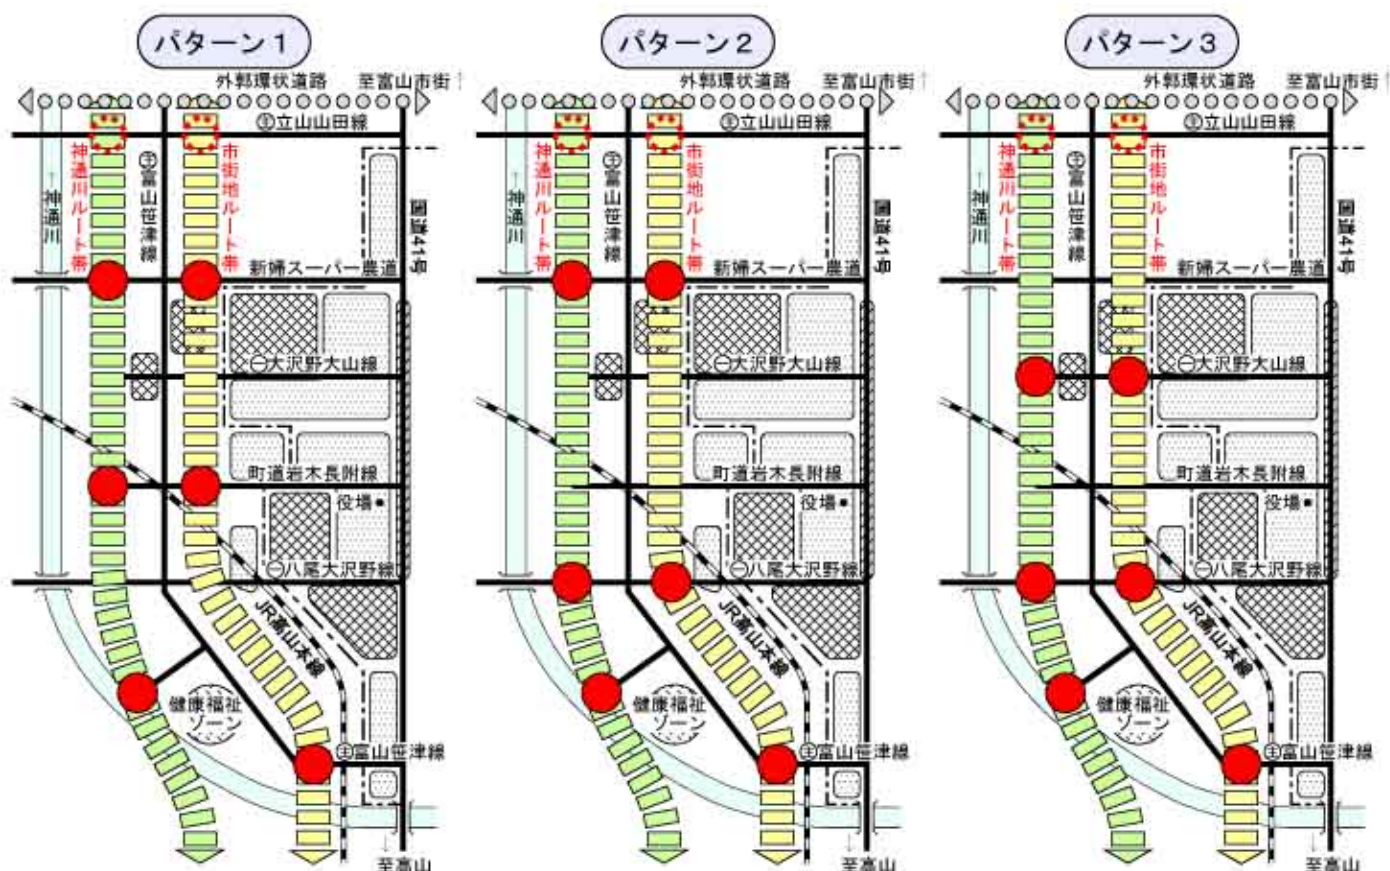 パターン1
外郭環状道路
至富山市街↑
㊤立山山田線
神通川ルート帯
㊤富山笹津線
市街地ルート帯
↑神通川
国道41号
新婦スーパー農道
㊀大沢野大山線
町道岩木長附線
役場●
㊀八尾大沢野線
JR高山本線
健康福祉
ゾーン
㊤富山笹津線
↓至高山
パターン2
外郭環状道路
至富山市街↑
㊤立山山田線
神通川ルート帯
㊤富山笹津線
市街地ルート帯
↑神通川
国道41号
新婦スーパー農道
㊀大沢野大山線
町道岩木長附線
役場●
㊀八尾大沢野線
JR高山本線
健康福祉
ゾーン
㊤富山笹津線
↓至高山
パターン3
外郭環状道路
至富山市街↑
㊤立山山田線
神通川ルート帯
㊤富山笹津線
市街地ルート帯
↑神通川
国道41号
新婦スーパー農道
㊀大沢野大山線
町道岩木長附線
役場●
㊀八尾大沢野線
JR高山本線
健康福祉
ゾーン
㊤富山笹津線
↓至高山